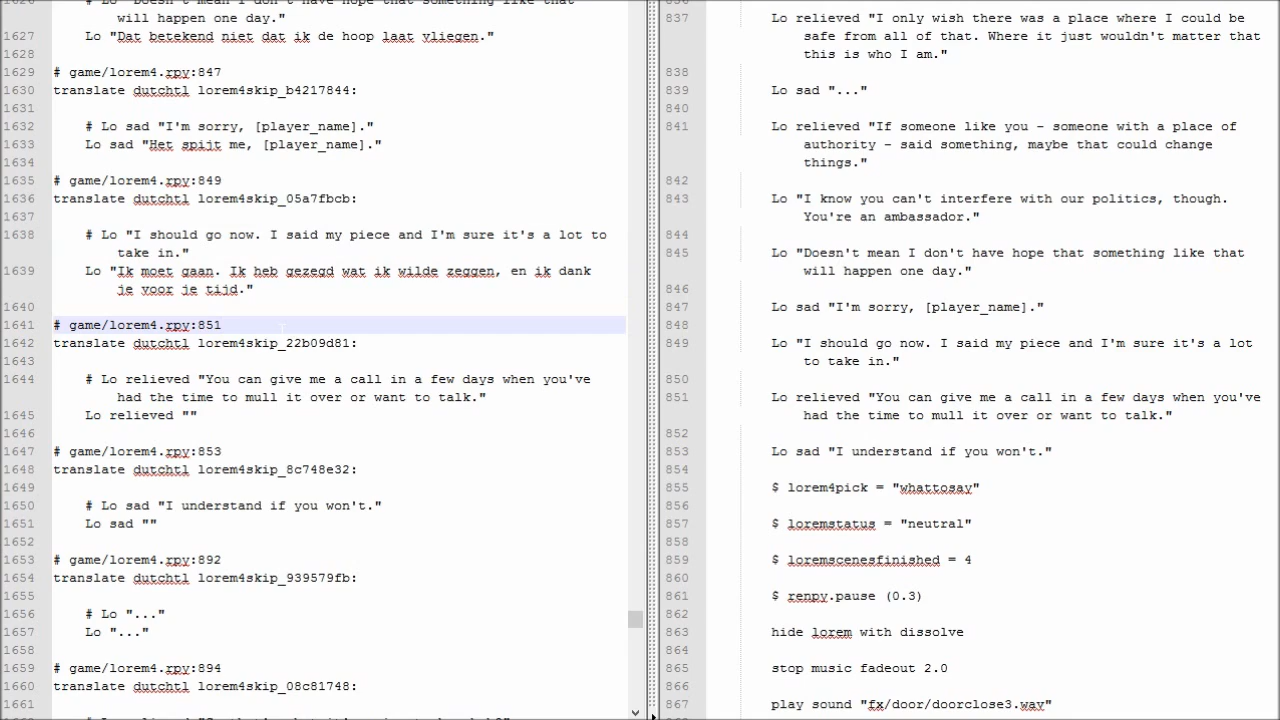 1626 # Lo "Doesn't mean I don't have hope that something like that
will happen one day."
1627 Lo "Dat betekend niet dat ik de hoop laat vliegen."
1628
1629 # game/lorem4.rpy:847
1630 translate dutchtl lorem4skip_b4217844:
1631
1632 # Lo sad "I'm sorry, [player_name]."
1633 Lo sad "Het spijt me, [player_name]."
1634
1635 # game/lorem4.rpy:849
1636 translate dutchtl lorem4skip_05a7fbcb:
1637
1638 # Lo "I should go now. I said my piece and I'm sure it's a lot to
take in."
1639 Lo "Ik moet gaan. Ik heb gezegd wat ik wilde zeggen, en ik dank
je voor je tijd."
1640
1641 # game/lorem4.rpy:851
1642 translate dutchtl lorem4skip_22b09d81:
1643
1644 # Lo relieved "You can give me a call in a few days when you've
had the time to mull it over or want to talk."
1645 Lo relieved ""
1646
1647 # game/lorem4.rpy:853
1648 translate dutchtl lorem4skip_8c748e32:
1649
1650 # Lo sad "I understand if you won't."
1651 Lo sad ""
1652
1653 # game/lorem4.rpy:892
1654 translate dutchtl lorem4skip_939579fb:
1655
1656 # Lo "..."
1657 Lo "..."
1658
1659 # game/lorem4.rpy:894
1660 translate dutchtl lorem4skip_08c81748:
1661
836
837 Lo relieved "I only wish there was a place where I could be
safe from all of that. Where it just wouldn't matter that
this is who I am."
838
839 Lo sad "..."
840
841 Lo relieved "If someone like you - someone with a place of
authority - said something, maybe that could change
things."
842
843 Lo "I know you can't interfere with our politics, though.
You're an ambassador."
844
845 Lo "Doesn't mean I don't have hope that something like that
will happen one day."
846
847 Lo sad "I'm sorry, [player_name]."
848
849 Lo "I should go now. I said my piece and I'm sure it's a lot
to take in."
850
851 Lo relieved "You can give me a call in a few days when you've
had the time to mull it over or want to talk."
852
853 Lo sad "I understand if you won't."
854
855 $ lorem4pick = "whattosay"
856
857 $ loremstatus = "neutral"
858
859 $ loremscenesfinished = 4
860
861 $ renpy.pause (0.3)
862
863 hide lorem with dissolve
864
865 stop music fadeout 2.0
866
867 play sound "fx/door/doorclose3.wav"